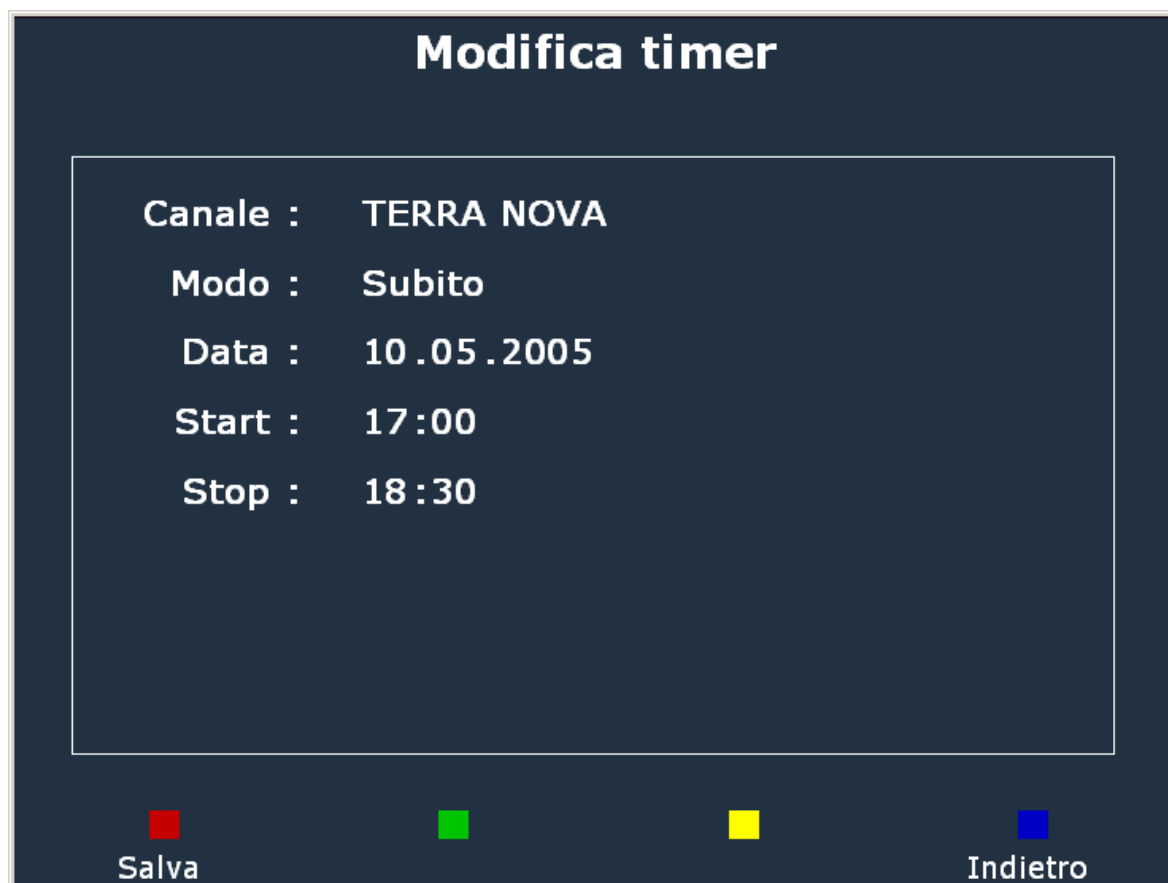 Modifica timer
Canale : TERRA NOVA
Modo : Subito
Data : 10.05.2005
Start : 17:00
Stop : 18:30
Salva Indietro